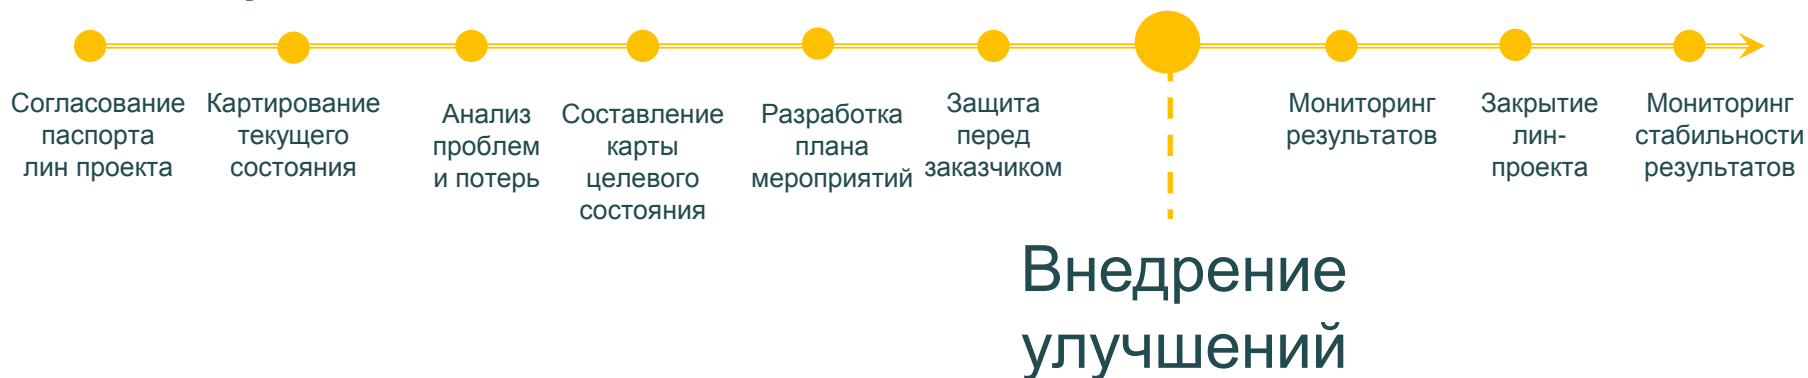 Согласование
паспорта
лин проекта
Картирование
текущего
состояния
Анализ
проблем
и потерь
Составление
карты
целевого
состояния
Разработка
плана
мероприятий
Защита
перед
заказчиком
Внедрение
улучшений
Мониторинг
результатов
Закрытие
лин-
проекта
Мониторинг
стабильности
результатов